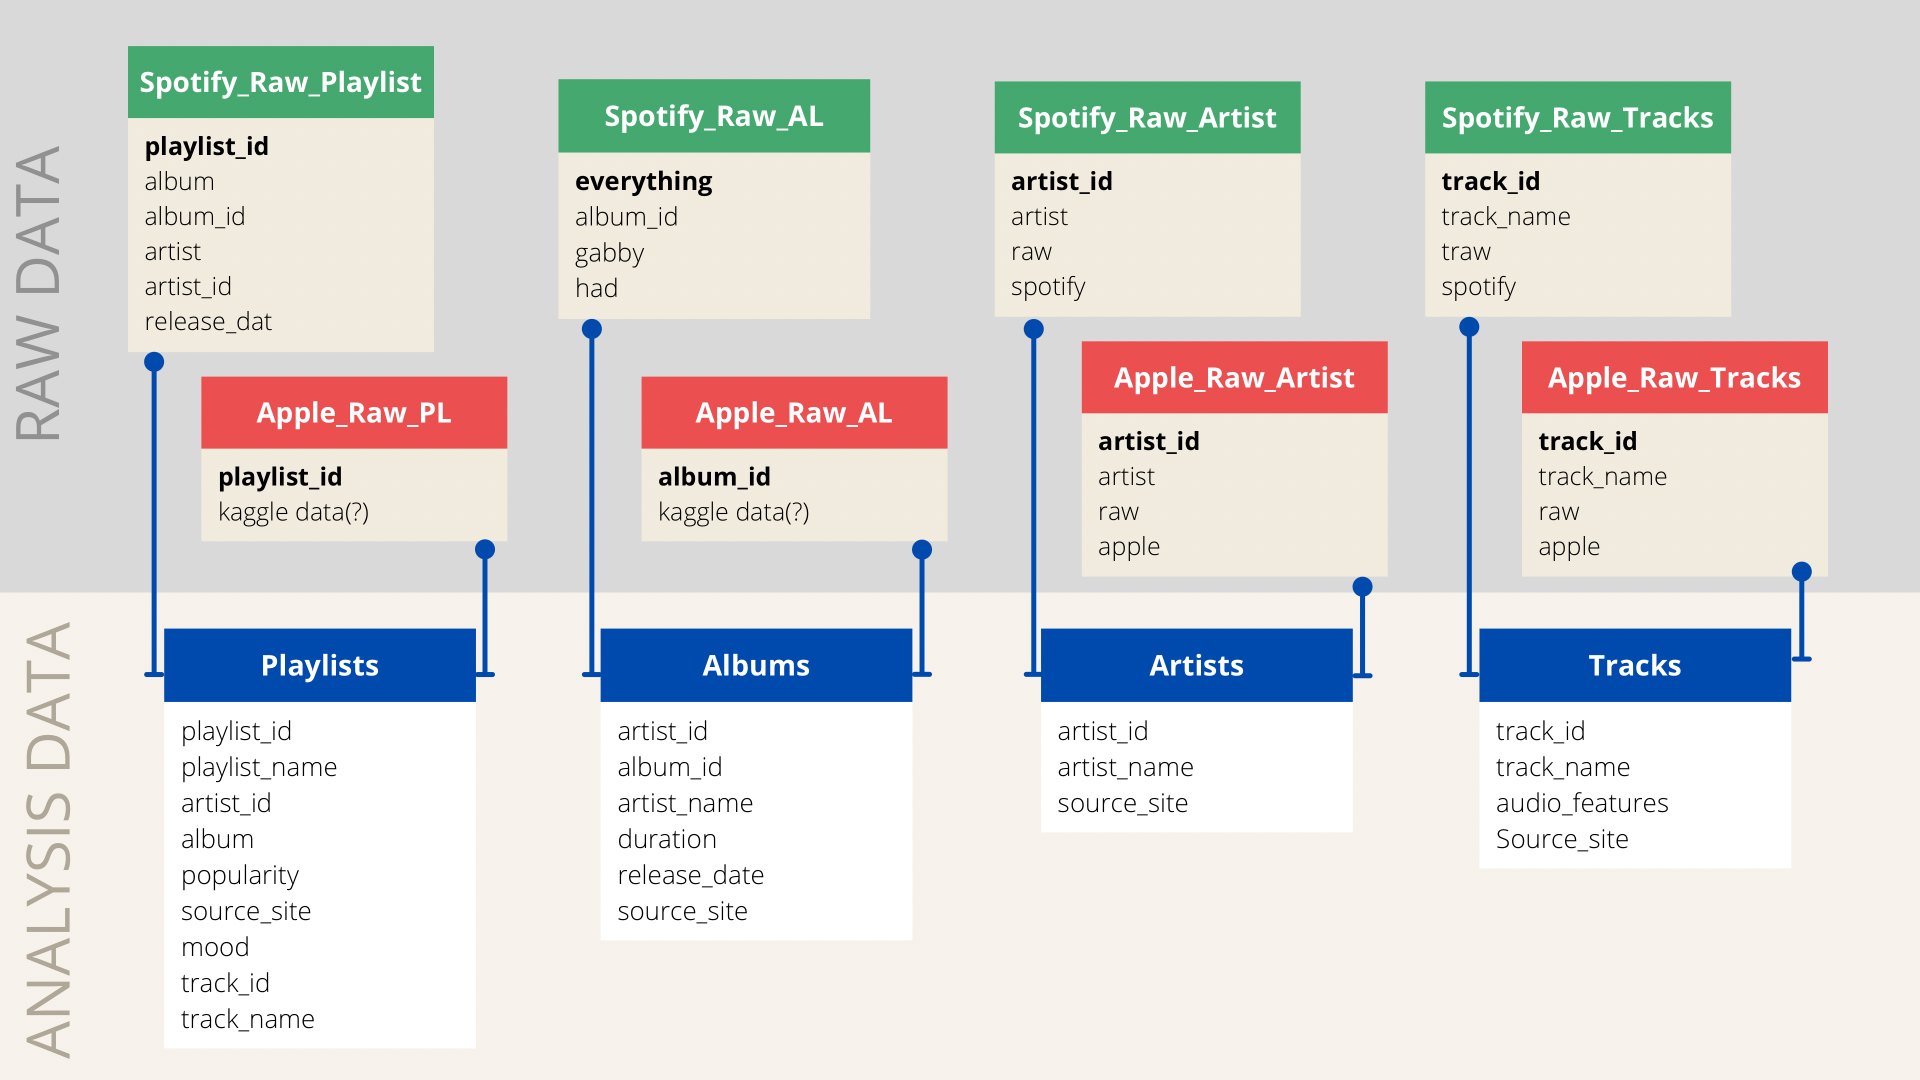 RAW DATA
Spotify_Raw_Playlist
playlist_id
album
album_id
artist
artist_id
release_dat
Spotify_Raw_AL
everything
album_id
gabby
had
Spotify_Raw_Artist
artist_id
artist
raw
spotify
Spotify_Raw_Tracks
track_id
track_name
traw
spotify
Apple_Raw_PL
playlist_id
kaggle data(?)
Apple_Raw_AL
album_id
kaggle data(?)
Apple_Raw_Artist
artist_id
artist
raw
apple
Apple_Raw_Tracks
track_id
track_name
raw
apple
ANALYSIS DATA
Playlists
playlist_id
playlist_name
artist_id
album
popularity
source_site
mood
track_id
track_name
Albums
artist_id
album_id
artist_name
duration
release_date
source_site
Artists
artist_id
artist_name
source_site
Tracks
track_id
track_name
audio_features
Source_site